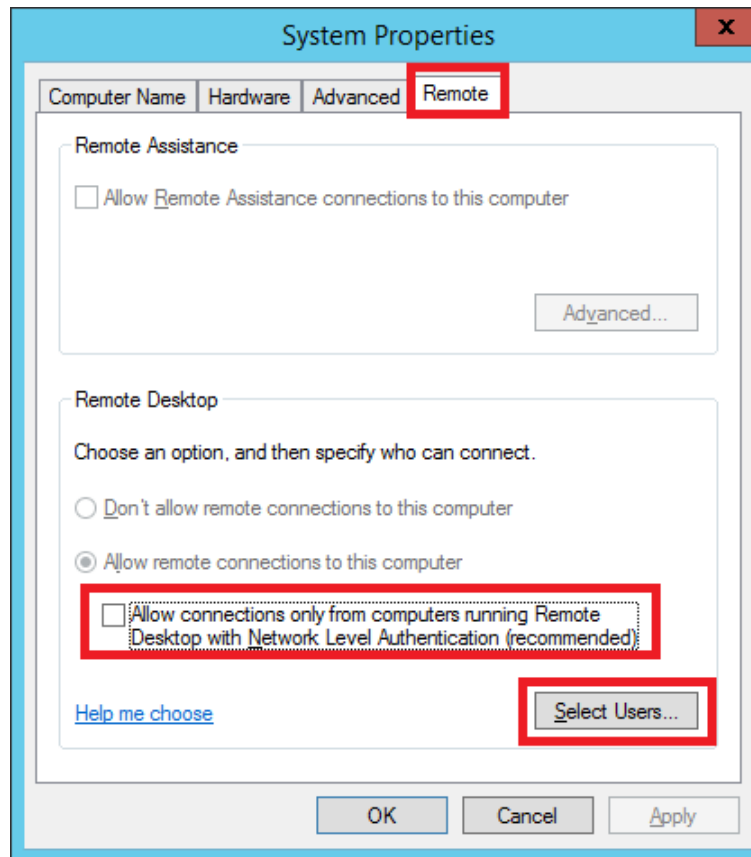 System Properties
x
Computer Name Hardware Advanced Remote
Remote Assistance
Allow Remote Assistance connections to this computer
Advanced...
Remote Desktop
Choose an option, and then specify who can connect.
Don't allow remote connections to this computer
Allow remote connections to this computer
Allow connections only from computers running Remote
Desktop with Network Level Authentication (recommended)
Help me choose Select Users...
OK Cancel Apply